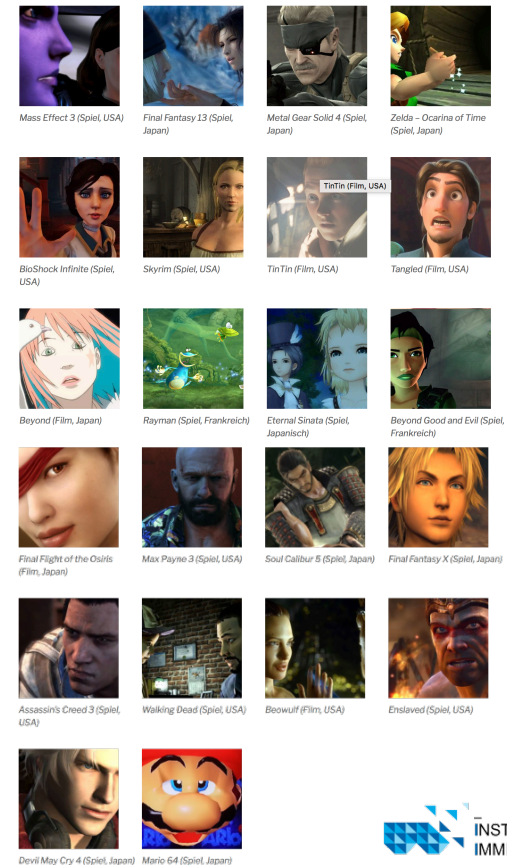 Mass Effect 3 (Spiel, USA)
Final Fantasy 13 (Spiel,
Japan)
Metal Gear Solid 4 (Spiel,
Japan)
Zelda – Ocarina of Time
(Spiel, Japan)
TinTin (Film, USA)
BioShock Infinite (Spiel,
USA)
Skyrim (Spiel, USA)
TinTin (Film, USA)
Tangled (Film, USA)
Beyond (Film, Japan)
Rayman (Spiel, Frankreich)
Eternal Sinata (Spiel,
Japanisch)
Beyond Good and Evil (Spiel,
Frankreich)
Final Flight of the Osiris
(Film, Japan)
Max Payne 3 (Spiel, USA)
Soul Calibur 5 (Spiel, Japan)
Final Fantasy X (Spiel, Japan)
Assassin's Creed 3 (Spiel,
USA)
Walking Dead (Spiel, USA)
Beowulf (Film, USA)
Enslaved (Spiel, USA)
Devil May Cry 4 (Spiel, Japan)
Mario 64 (Spiel, Japan)
INST
IMME